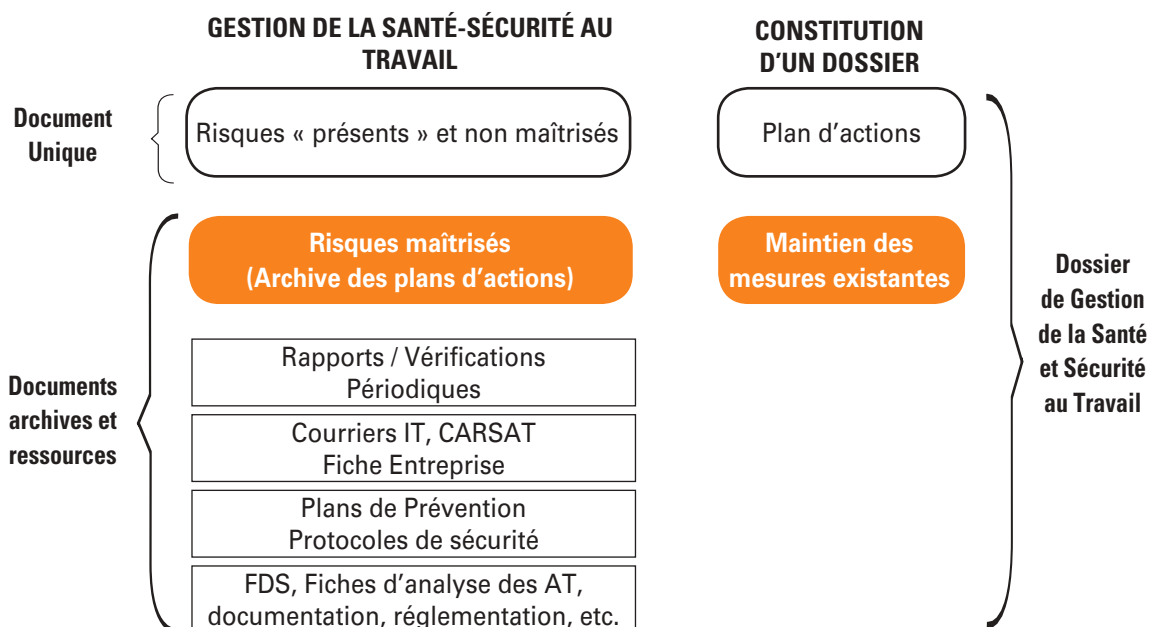 GESTION DE LA SANTÉ-SÉCURITÉ AU
TRAVAIL
CONSTITUTION
D'UN DOSSIER
Document
Unique
Risques « présents » et non maîtrisés
Plan d'actions
Risques maîtrisés
(Archive des plans d'actions)
Maintien des
mesures existantes
Documents
archives et
ressources
Rapports / Vérifications
Périodiques
Courriers IT, CARSAT
Fiche Entreprise
Plans de Prévention
Protocoles de sécurité
FDS, Fiches d'analyse des AT,
documentation, réglementation, etc.
Dossier
de Gestion
de la Santé
et Sécurité
au Travail